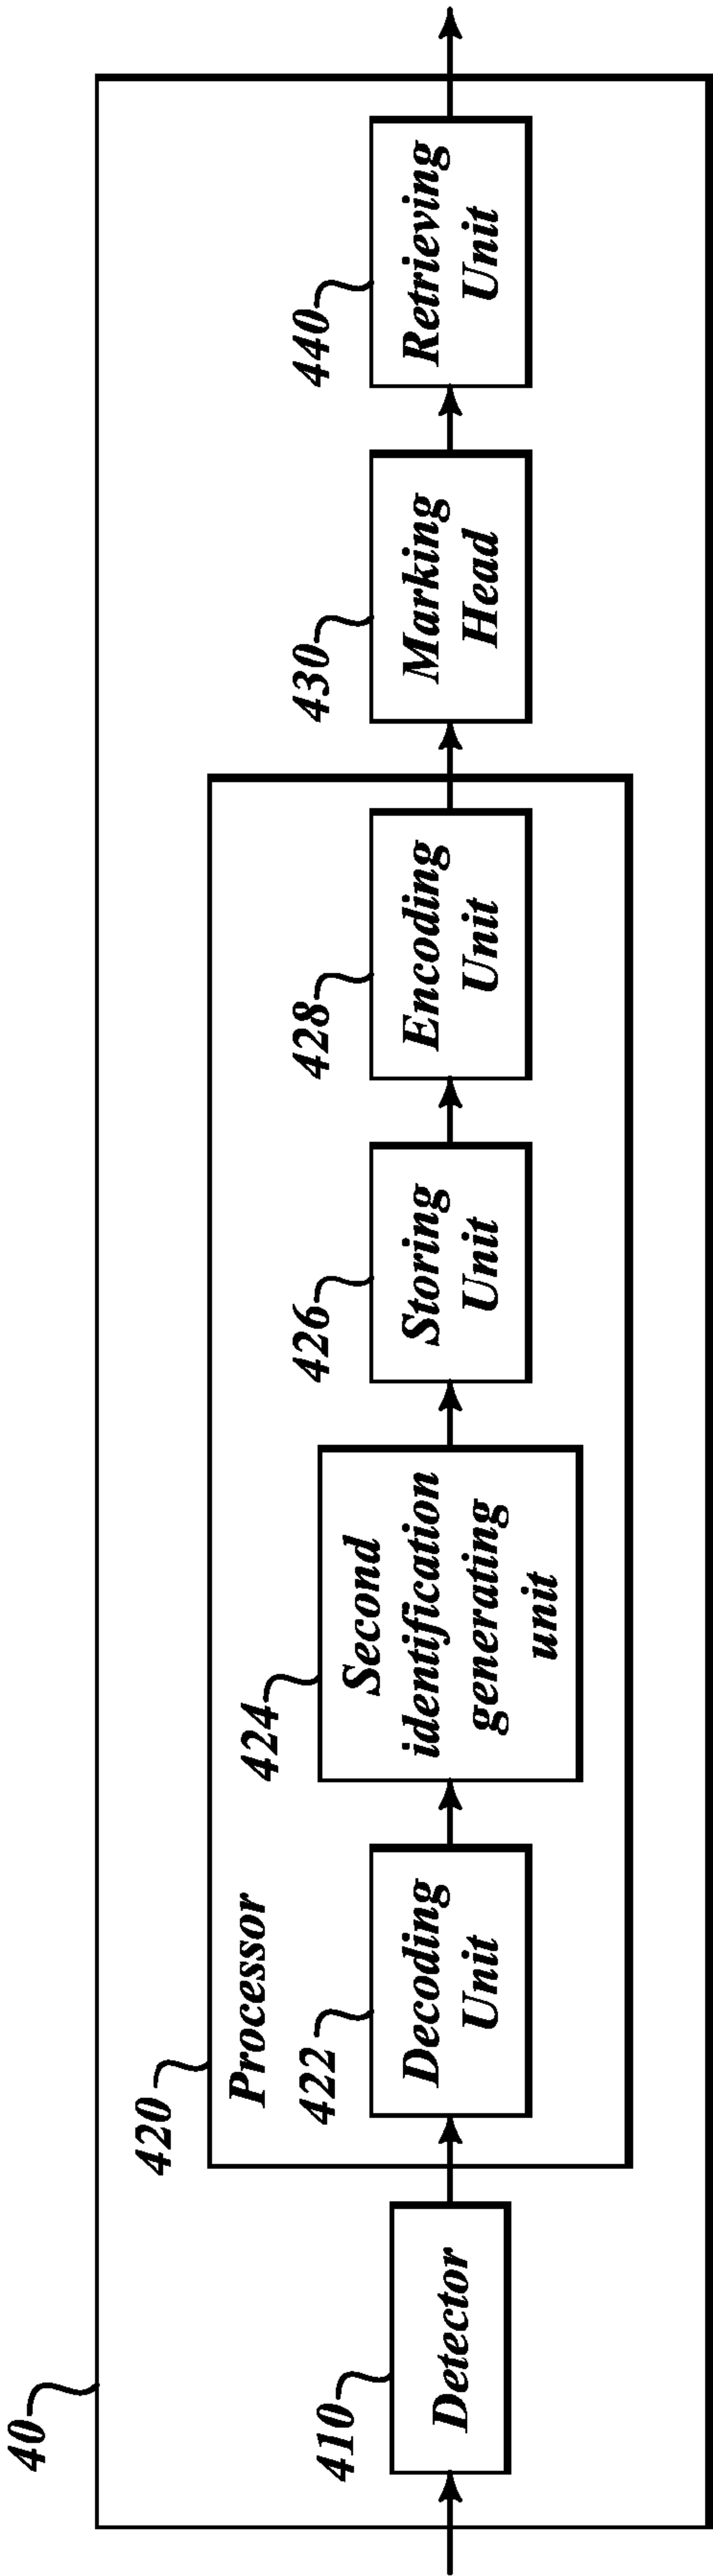 40
420
Processor
410
Detector
422
Decoding
Unit
424
Second
identification
generating
unit
426
Storing
Unit
428
Encoding
Unit
430
Marking
Head
440
Retrieving
Unit